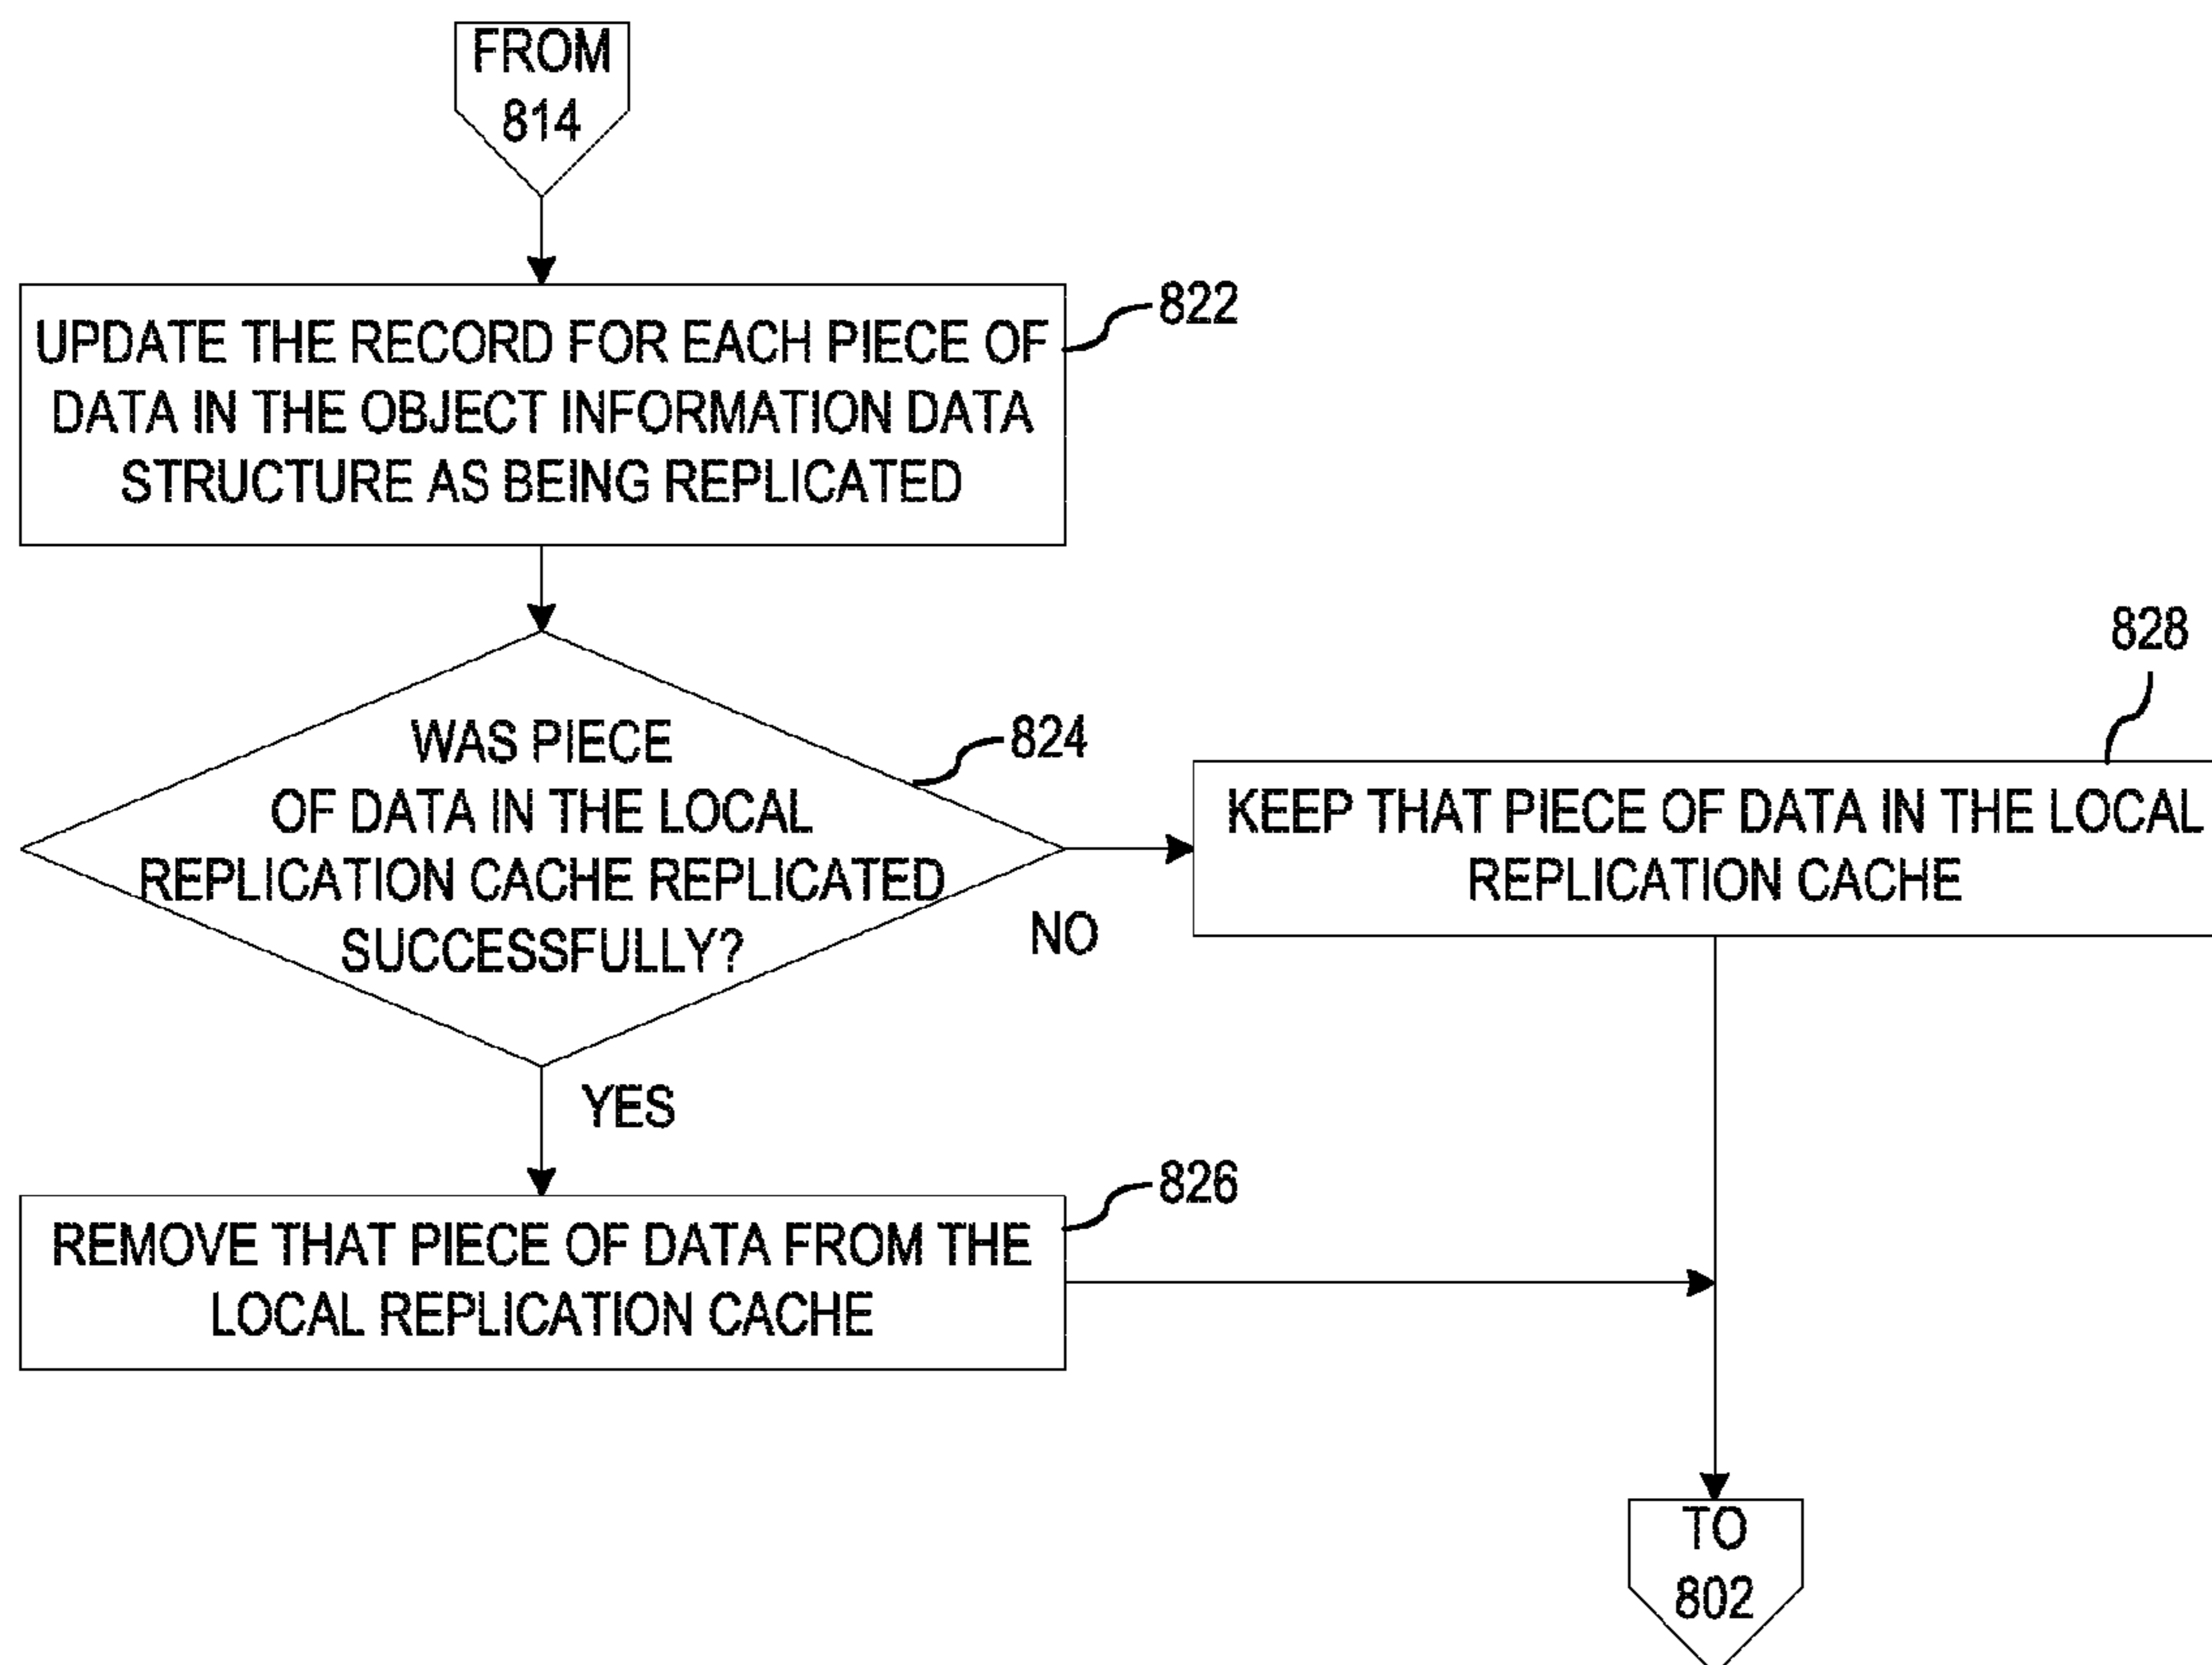 FROM
814
822
UPDATE THE RECORD FOR EACH PIECE OF
DATA IN THE OBJECT INFORMATION DATA
STRUCTURE AS BEING REPLICATED
828
824
WAS PIECE
OF DATA IN THE LOCAL
REPLICATION CACHE REPLICATED
SUCCESSFULLY?
NO
KEEP THAT PIECE OF DATA IN THE LOCAL
REPLICATION CACHE
YES
826
REMOVE THAT PIECE OF DATA FROM THE
LOCAL REPLICATION CACHE
TO
802